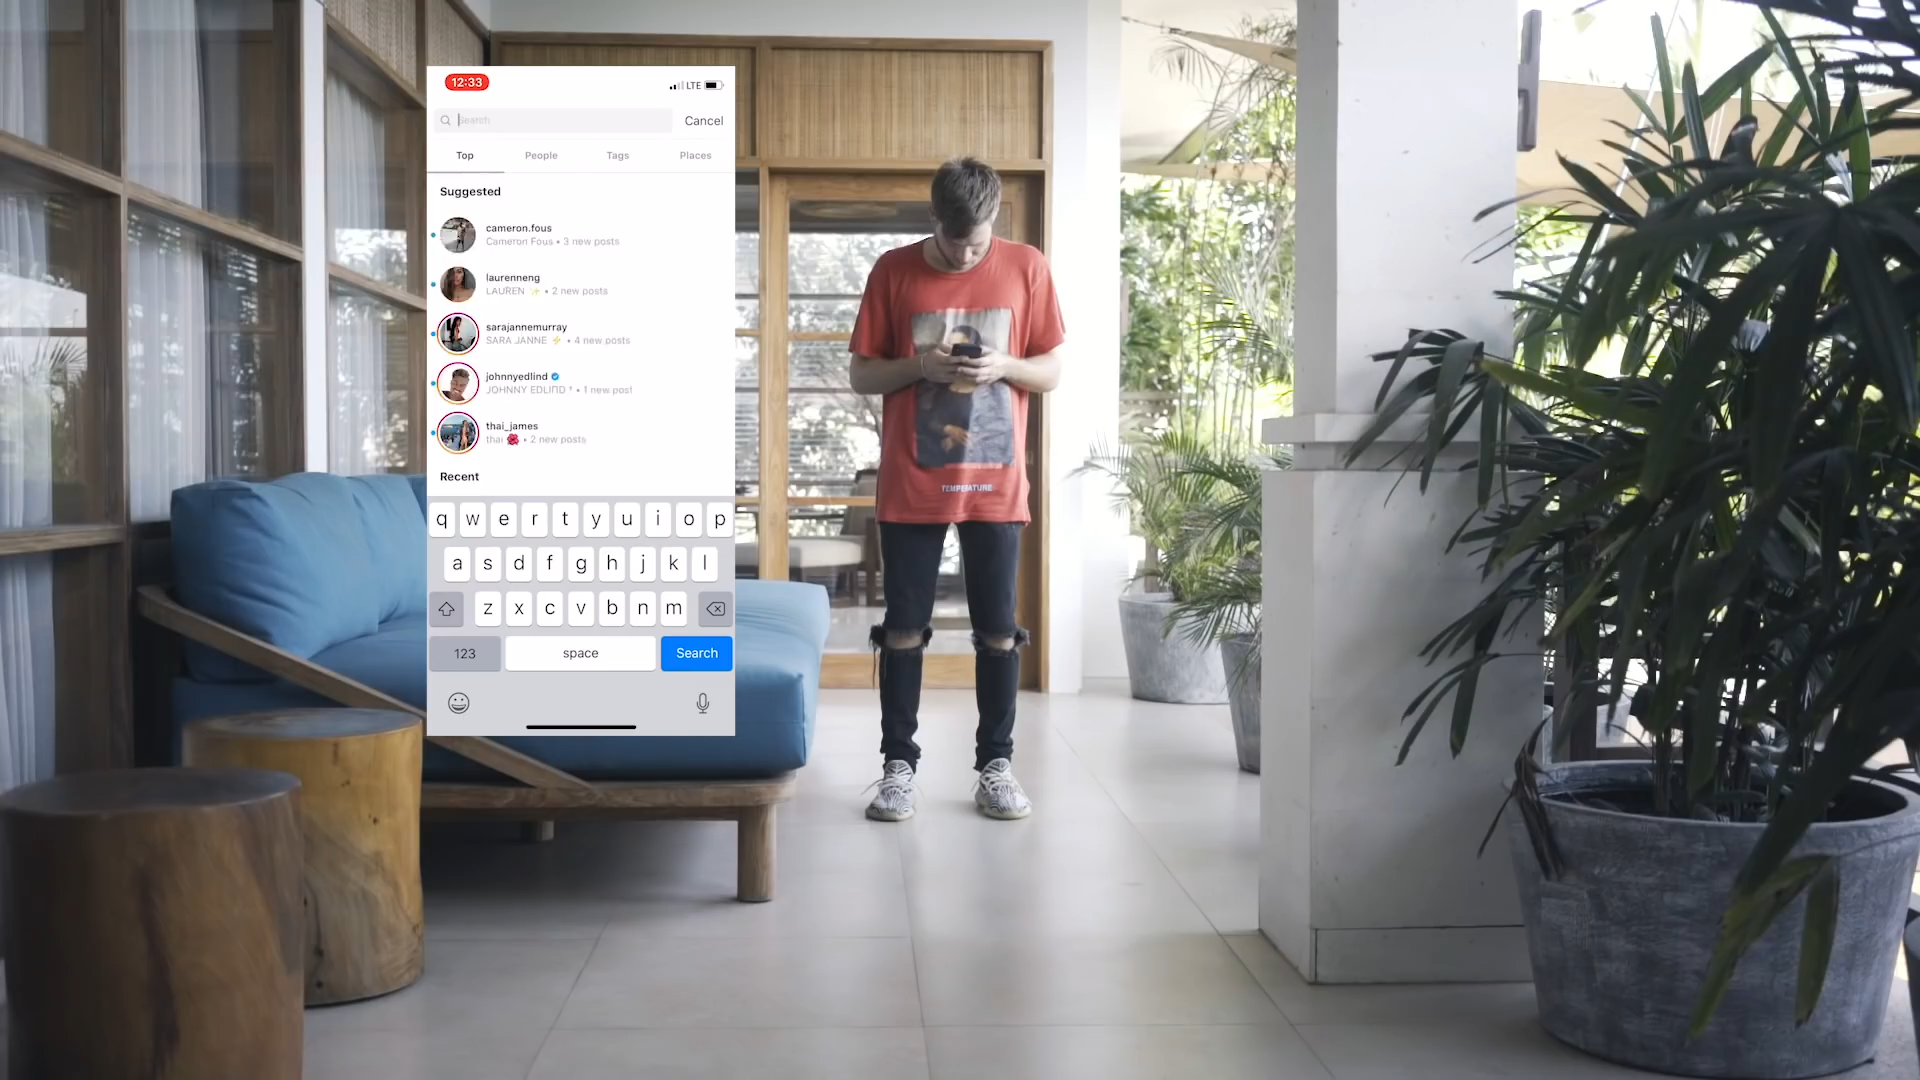 12:33
LTE
Search
Cancel
Top People Tags Places
Suggested
cameron.fous
Cameron Fous • 3 new posts
laurenneng
LAUREN ✨ • 2 new posts
sarajannemurray
SARA JANNE ⚡ • 4 new posts
johnnyedlind
JOHNNY EDLIND † • 1 new post
thai_james
thai 🌺 • 2 new posts
Recent
q w e r t y u i o p
a s d f g h j k l
z x c v b n m
123 space Search
TEMPERATURE